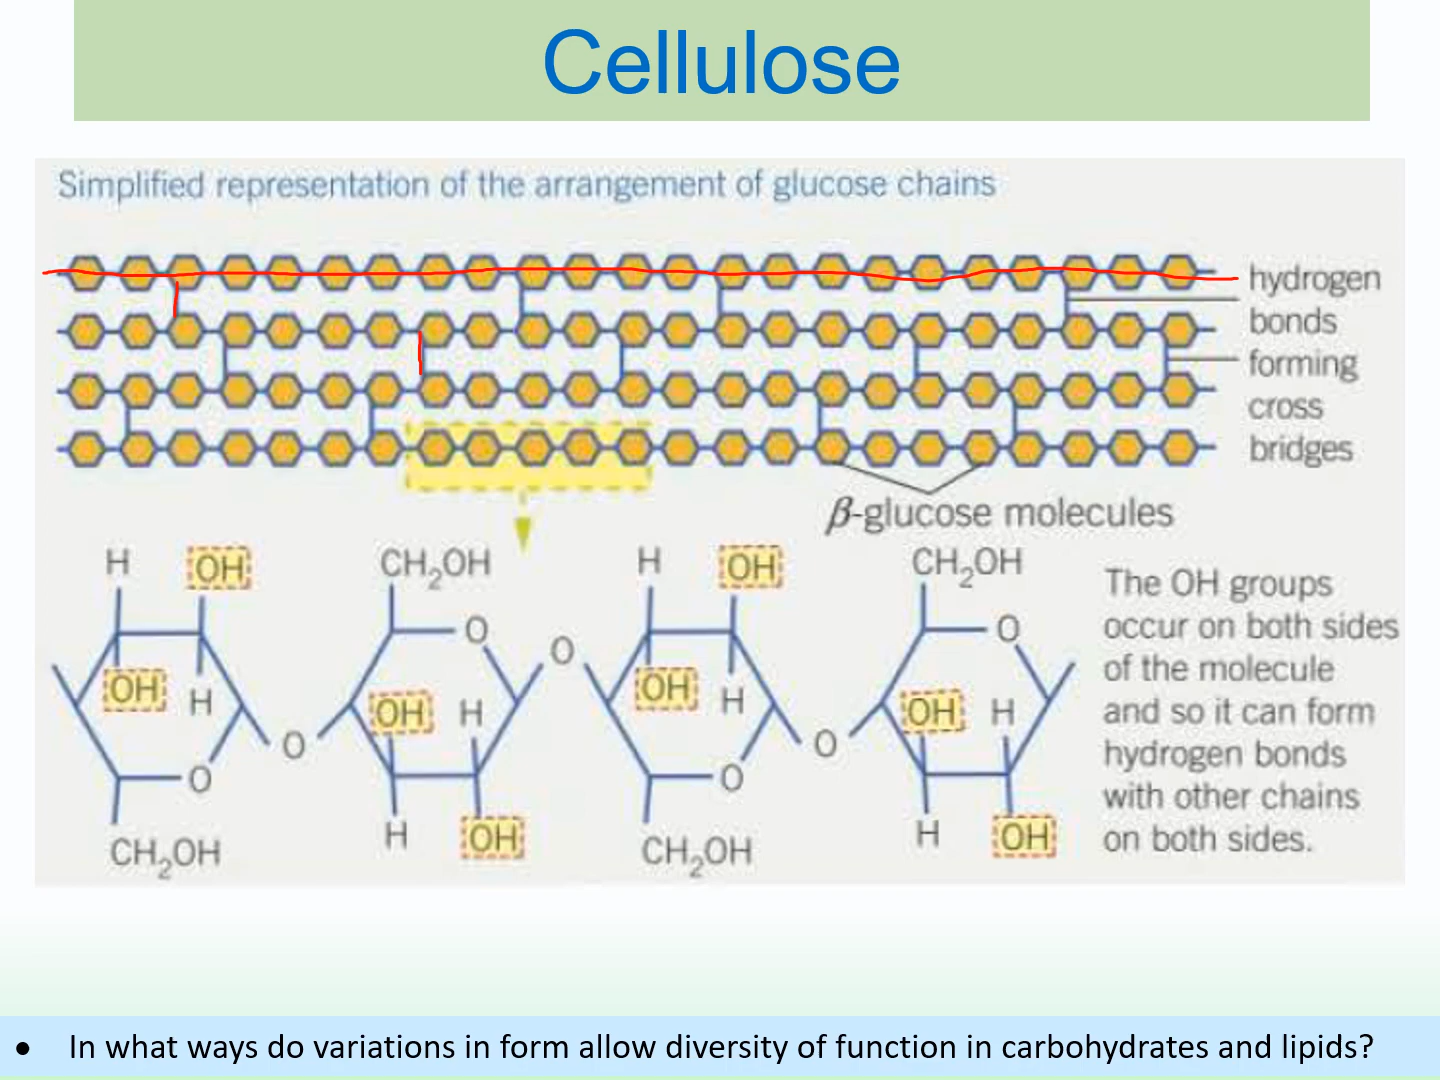 Cellulose
Simplified representation of the arrangement of glucose chains
hydrogen
bonds
forming
cross
bridges
β-glucose molecules
H OH CH₂OH H OH CH₂OH
O O O
OH H OH H OH H OH H
O O
O O
H OH H OH
CH₂OH CH₂OH
The OH groups
occur on both sides
of the molecule
and so it can form
hydrogen bonds
with other chains
on both sides.
• In what ways do variations in form allow diversity of function in carbohydrates and lipids?